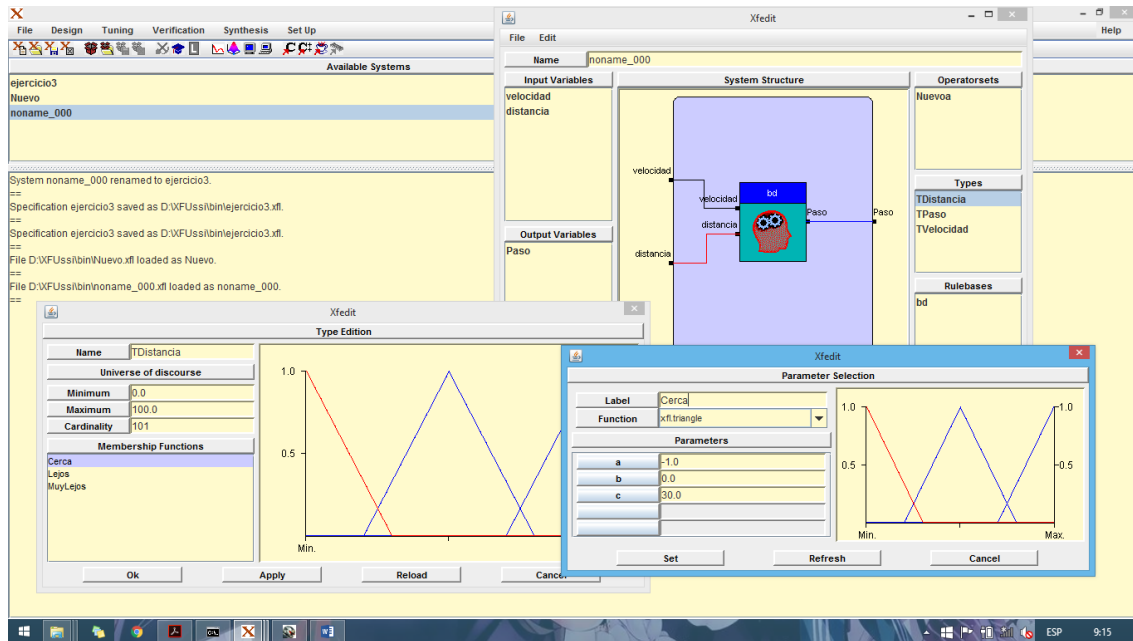 File Design Tuning Verification Synthesis Set Up Help
Available Systems
ejercicio3
Nuevo
noname_000
System noname_000 renamed to ejercicio3.
==
Specification ejercicio3 saved as D:\XFUssi\bin\ejercicio3.xfl.
==
Specification ejercicio3 saved as D:\XFUssi\bin\ejercicio3.xfl.
==
File D:\XFUssi\bin\Nuevo.xfl loaded as Nuevo.
==
File D:\XFUssi\bin\noname_000.xfl loaded as noname_000.
==
Xfedit
File Edit
Name noname_000
Input Variables
velocidad
distancia
Output Variables
Paso
System Structure
velocidad
distancia
bd
velocidad
distancia
Paso
Paso
Operatorsets
Nuevoa
Types
TDistancia
TPaso
TVelocidad
Rulebases
bd
Xfedit
Type Edition
Name TDistancia
Universe of discourse
Minimum 0.0
Maximum 100.0
Cardinality 101
Membership Functions
Cerca
Lejos
MuyLejos
1.0
0.5
Min.
Ok Apply Reload Cancel
Xfedit
Parameter Selection
Label Cerca
Function xfl.triangle
Parameters
a -1.0
b 0.0
c 30.0
1.0 1.0
0.5 0.5
Min. Max.
Set Refresh Cancel
ESP 9:15